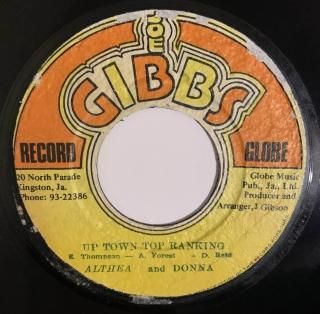 JOE
GIBBS
RECORD GLOBE
20 North Parade
Kingston, Ja.
Phone: 93-22386
Globe Music
Pub., Ja., Ltd.
Producer and
Arranger, J Gibson
UP TOWN TOP RANKING
E. Thompson — A. Forest — D. Reid
ALTHEA and DONNA